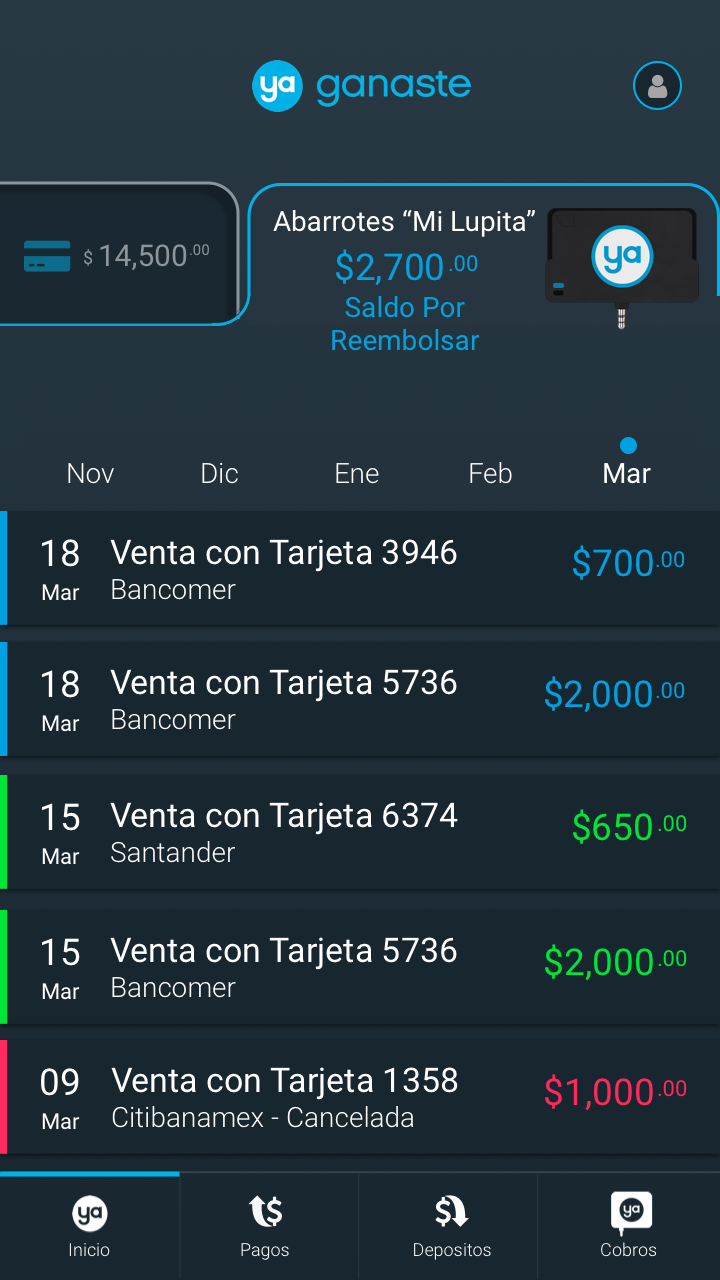 ya ganaste
$ 14,500.00
Abarrotes “Mi Lupita”
$2,700.00
Saldo Por
Reembolsar
ya
Nov Dic Ene Feb Mar
18 Venta con Tarjeta 3946 $700.00
Mar Bancomer
18 Venta con Tarjeta 5736 $2,000.00
Mar Bancomer
15 Venta con Tarjeta 6374 $650.00
Mar Santander
15 Venta con Tarjeta 5736 $2,000.00
Mar Bancomer
09 Venta con Tarjeta 1358 $1,000.00
Mar Citibanamex - Cancelada
ya $ $ ya
Inicio Pagos Depositos Cobros